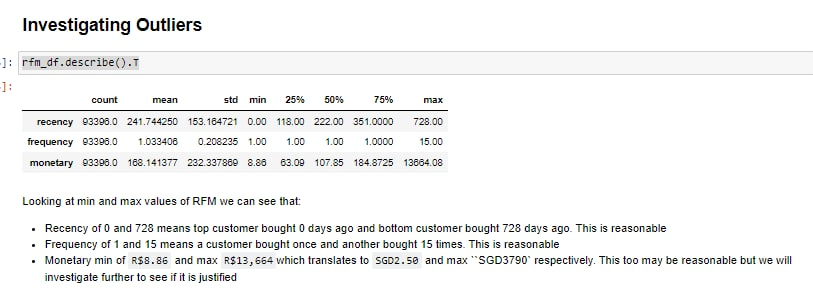 Investigating Outliers
]: rfm_df.describe().T
]:
count mean std min 25% 50% 75% max
recency 93396.0 241.744250 153.164721 0.00 118.00 222.00 351.0000 728.00
frequency 93396.0 1.033406 0.208235 1.00 1.00 1.00 1.0000 15.00
monetary 93396.0 168.141377 232.337869 8.86 63.09 107.85 184.8725 13664.08
Looking at min and max values of RFM we can see that:
• Recency of 0 and 728 means top customer bought 0 days ago and bottom customer bought 728 days ago. This is reasonable
• Frequency of 1 and 15 means a customer bought once and another bought 15 times. This is reasonable
• Monetary min of R$8.86 and max R$13,664 which translates to SGD2.50 and max ``SGD3790` respectively. This too may be reasonable but we will
investigate further to see if it is justified